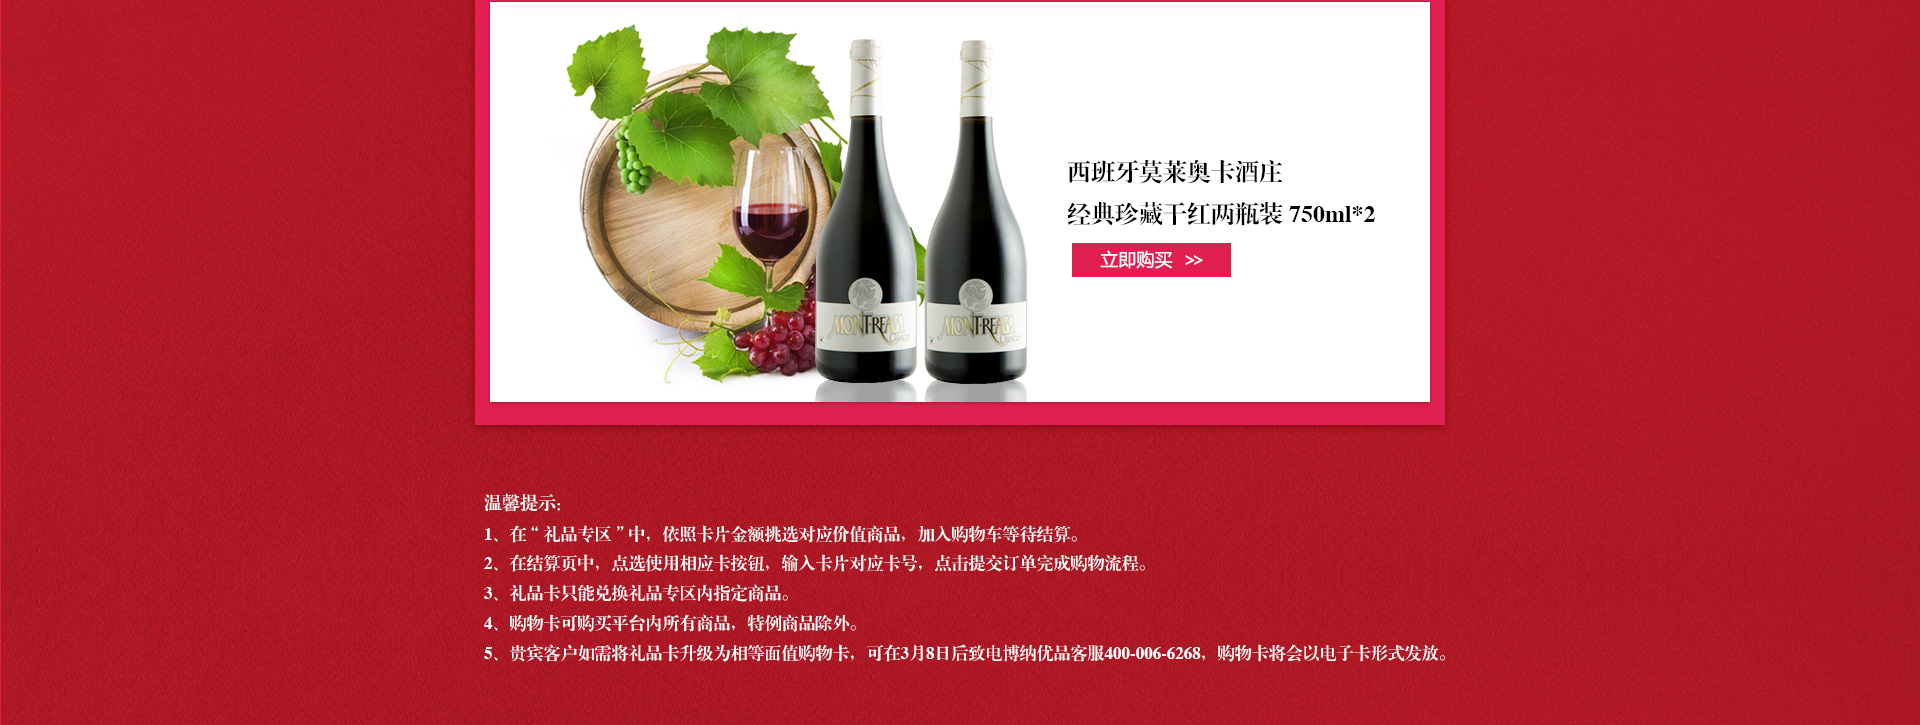 西班牙莫莱奥卡酒庄
经典珍藏干红两瓶装 750ml*2
立即购买 >>
MONTREAGA MONTREAGA
Clásico Clásico
温馨提示:
1、在“礼品专区”中，依照卡片金额挑选对应价值商品，加入购物车等待结算。
2、在结算页中，点选使用相应卡按钮，输入卡片对应卡号，点击提交订单完成购物流程。
3、礼品卡只能兑换礼品专区内指定商品。
4、购物卡可购买平台内所有商品，特例商品除外。
5、贵宾客户如需将礼品卡升级为相等面值购物卡，可在3月8日后致电博纳优品客服400-006-6268，购物卡将会以电子卡形式发放。